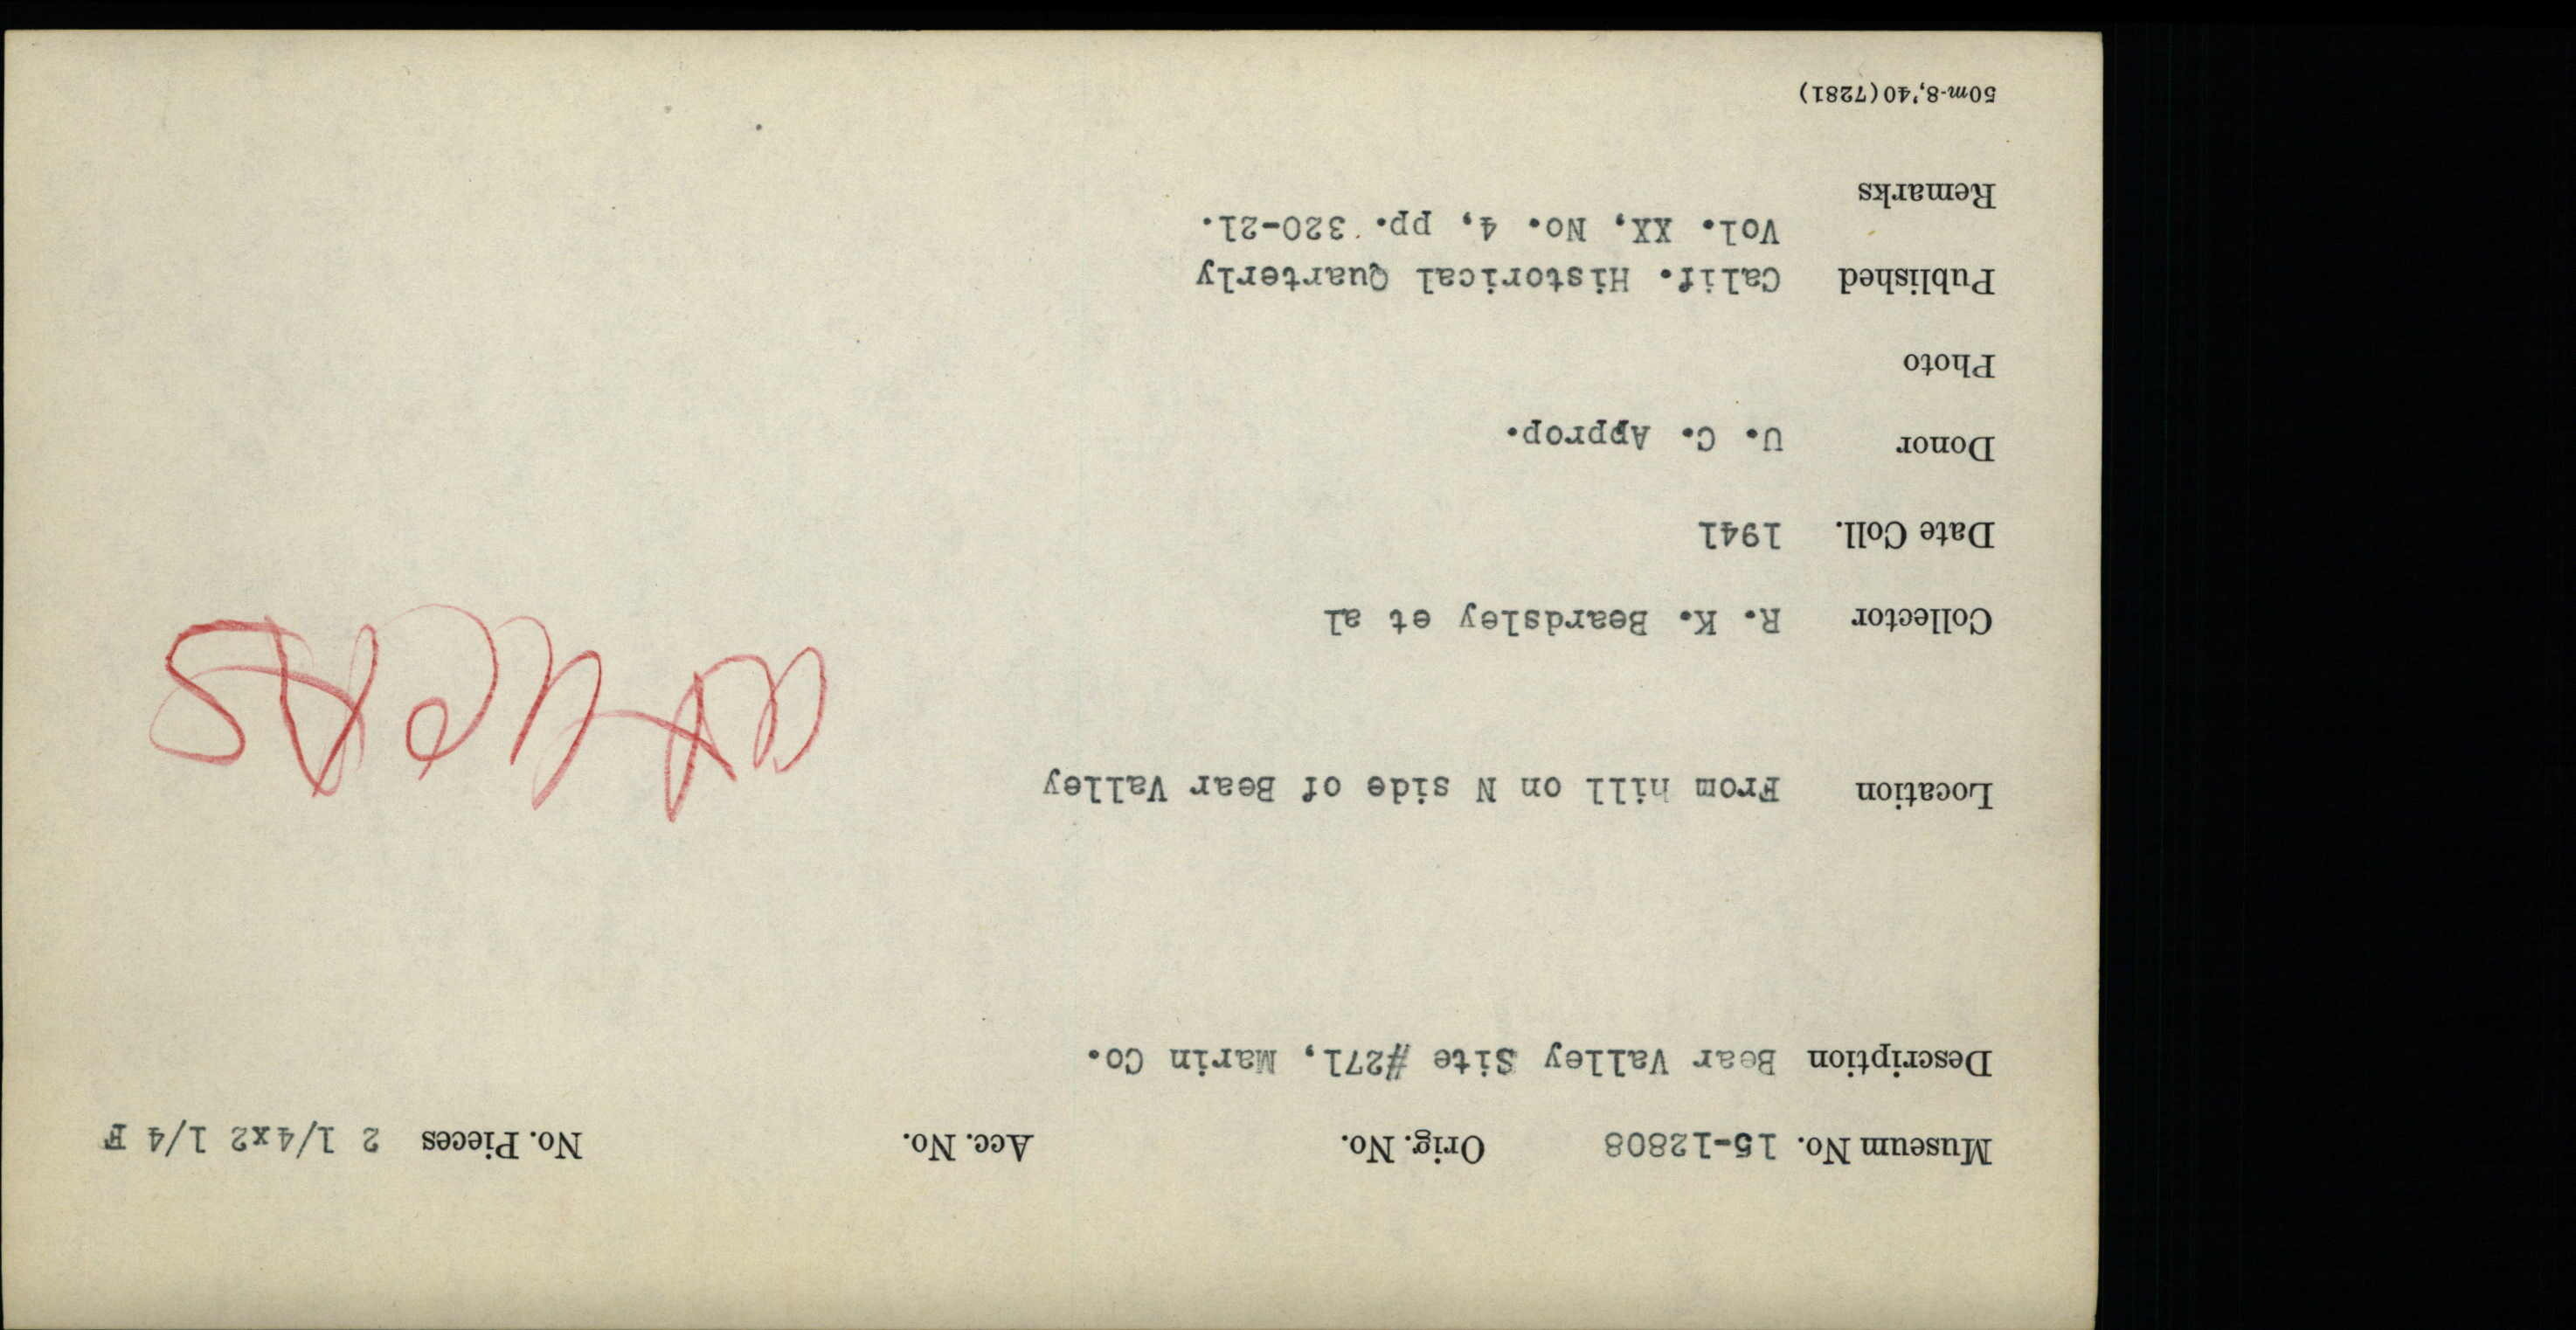 Museum No. 15-12808 Orig. No. Acc. No. No. Pieces 2 1/4x2 1/4 F
Description Bear Valley Site #271, Marin Co.
Location From hill on N side of Bear Valley
Collector R. K. Beardsley et al
Date Coll. 1941
Donor U. C. Approp.
Photo
Published Calif. Historical Quarterly
Vol. XX, No. 4, pp. 320-21.
Remarks
50m-8,'40(7281)